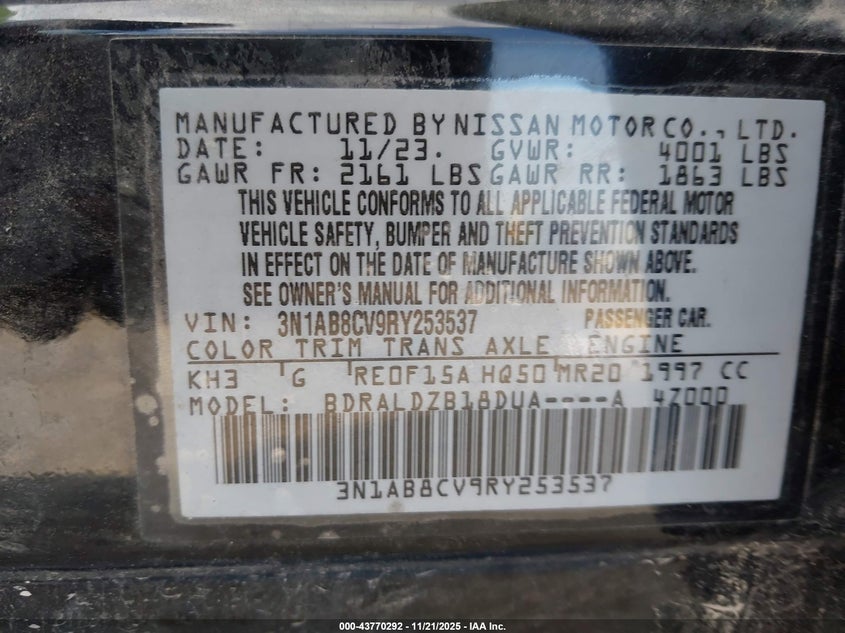 MANUFACTURED BY NISSAN MOTOR CO., LTD.
DATE: 11/23. GVWR: 4001 LBS
GAWR FR: 2161 LBS GAWR RR: 1863 LBS
THIS VEHICLE CONFORMS TO ALL APPLICABLE FEDERAL MOTOR
VEHICLE SAFETY, BUMPER AND THEFT PREVENTION STANDARDS
IN EFFECT ON THE DATE OF MANUFACTURE SHOWN ABOVE.
SEE OWNER'S MANUAL FOR ADDITIONAL INFORMATION.
VIN: 3N1AB8CV9RY253537 PASSENGER CAR.
COLOR TRIM TRANS AXLE ENGINE
KH3 G RE0F15A HQ50 MR20 1997 CC
MODEL: BDRALDZB18DUA----A 4Z000
3N1AB8CV9RY253537
000-43770292 - 11/21/2025 - IAA Inc.